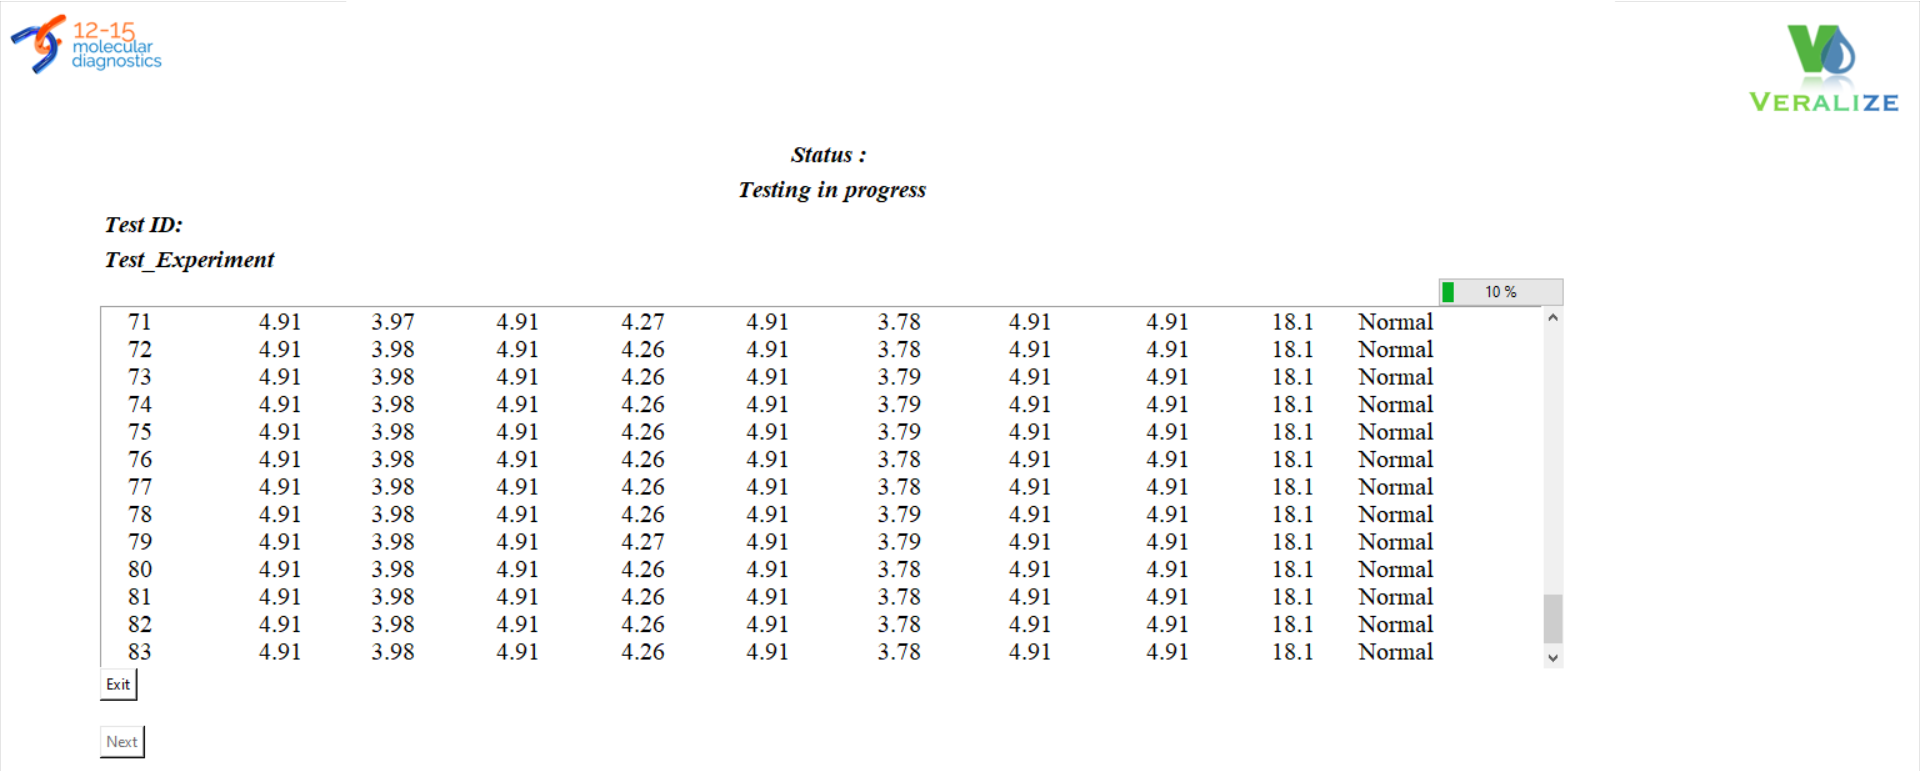 12-15
molecular
diagnostics
VERALIZE
Status :
Testing in progress
Test ID:
Test_Experiment
10 %
71 4.91 3.97 4.91 4.27 4.91 3.78 4.91 4.91 18.1 Normal
72 4.91 3.98 4.91 4.26 4.91 3.78 4.91 4.91 18.1 Normal
73 4.91 3.98 4.91 4.26 4.91 3.79 4.91 4.91 18.1 Normal
74 4.91 3.98 4.91 4.26 4.91 3.79 4.91 4.91 18.1 Normal
75 4.91 3.98 4.91 4.26 4.91 3.79 4.91 4.91 18.1 Normal
76 4.91 3.98 4.91 4.26 4.91 3.78 4.91 4.91 18.1 Normal
77 4.91 3.98 4.91 4.26 4.91 3.78 4.91 4.91 18.1 Normal
78 4.91 3.98 4.91 4.26 4.91 3.79 4.91 4.91 18.1 Normal
79 4.91 3.98 4.91 4.27 4.91 3.79 4.91 4.91 18.1 Normal
80 4.91 3.98 4.91 4.26 4.91 3.78 4.91 4.91 18.1 Normal
81 4.91 3.98 4.91 4.26 4.91 3.78 4.91 4.91 18.1 Normal
82 4.91 3.98 4.91 4.26 4.91 3.78 4.91 4.91 18.1 Normal
83 4.91 3.98 4.91 4.26 4.91 3.78 4.91 4.91 18.1 Normal
Exit
Next